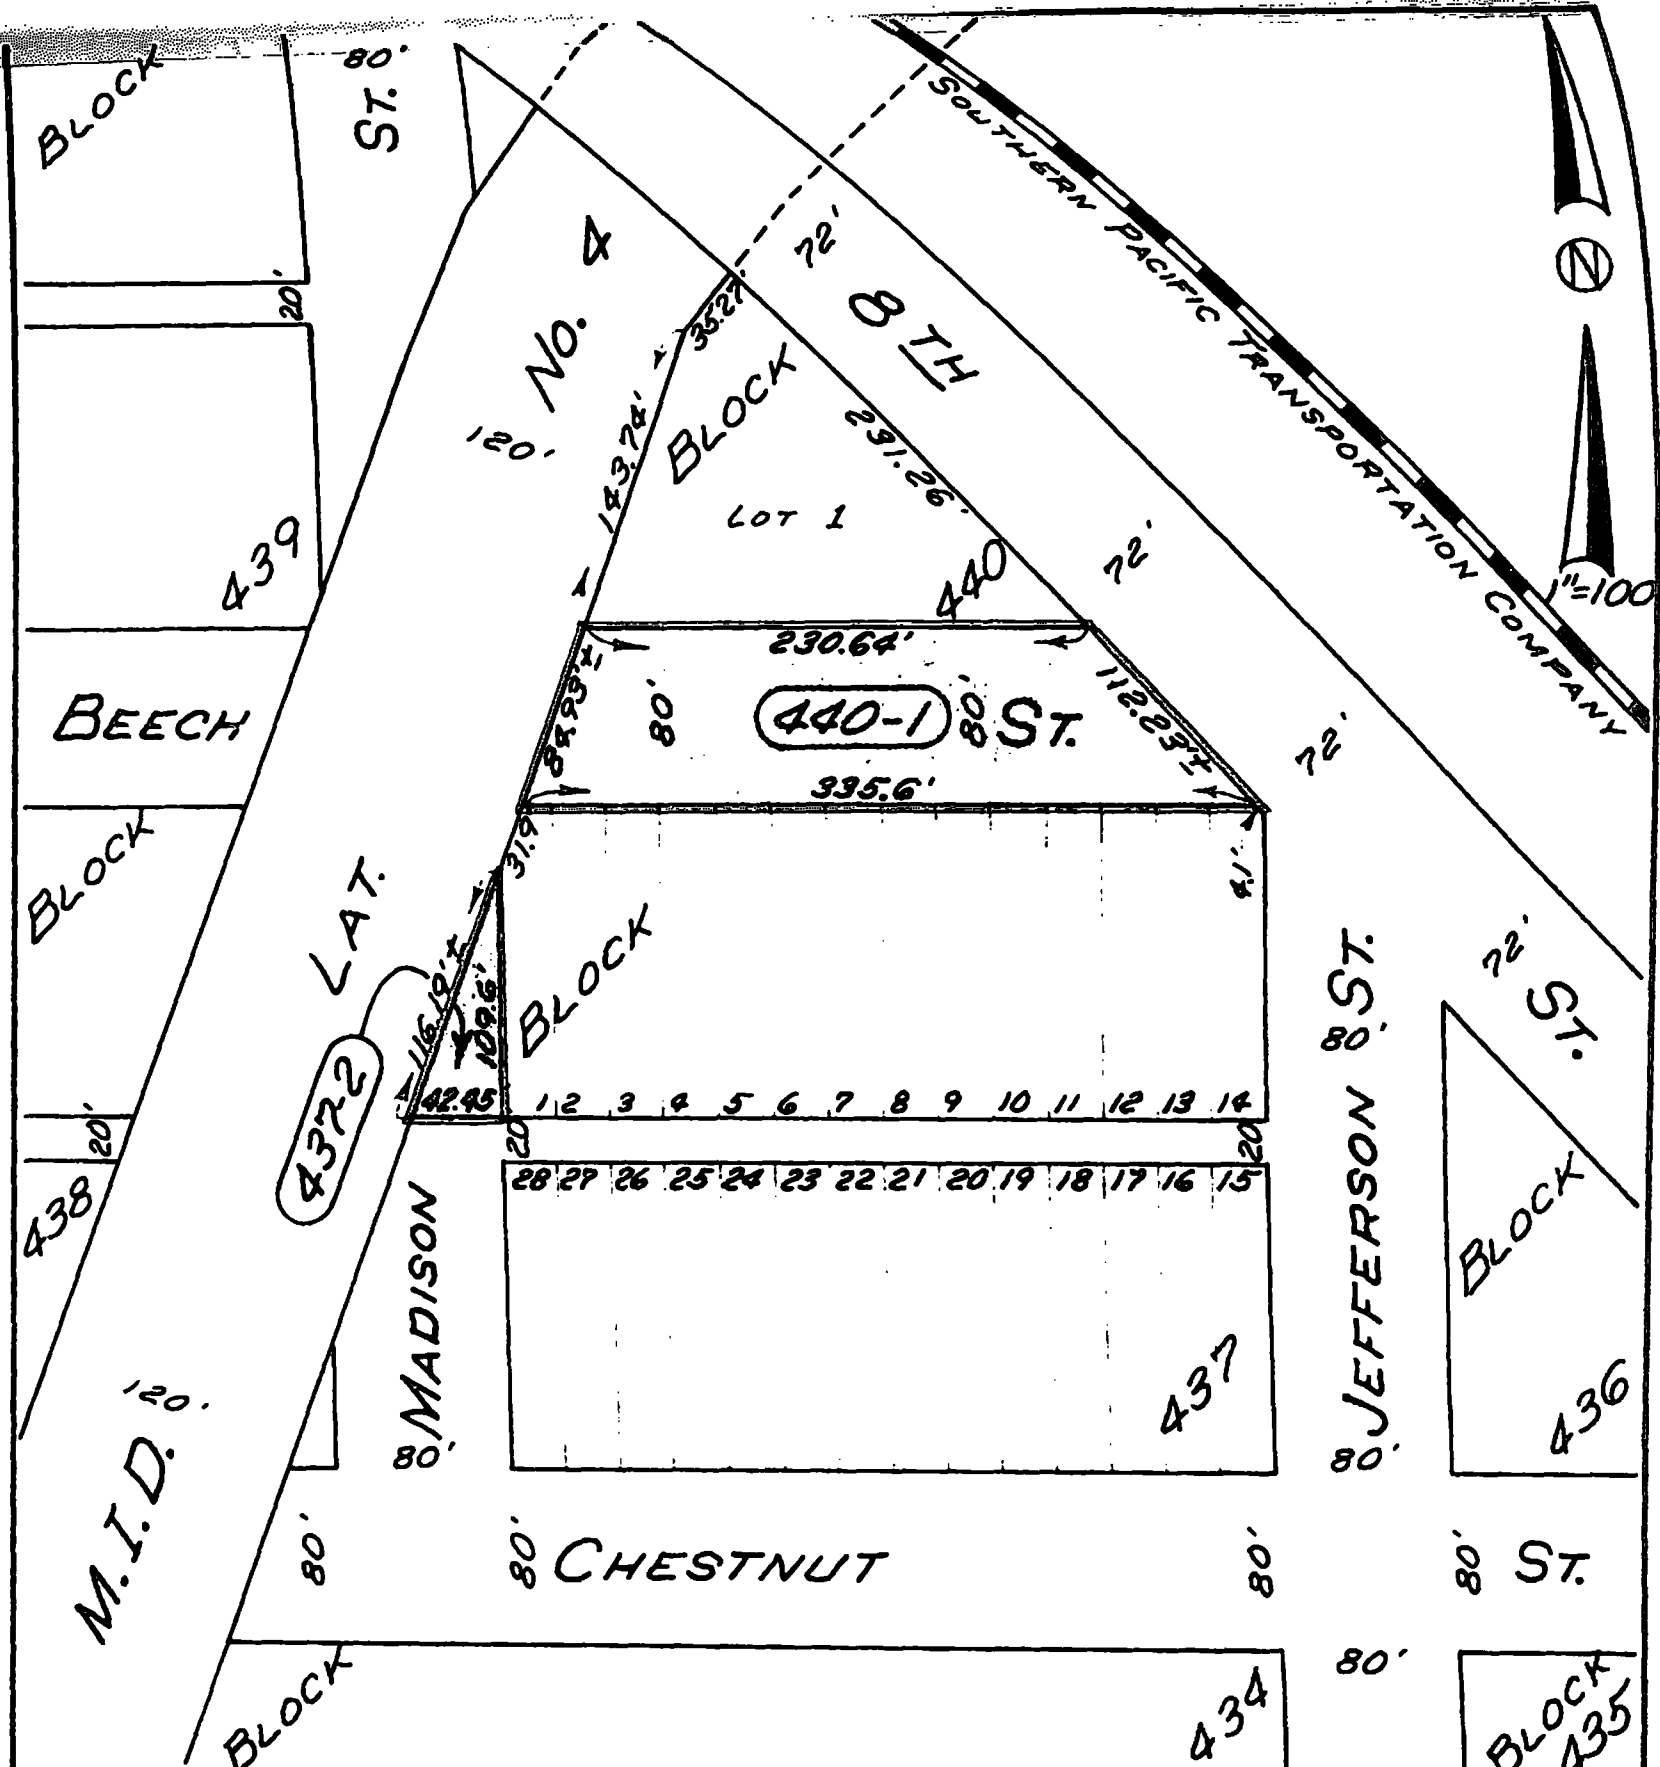 BLOCK
80'
ST.
20'
439
No. 4
120'
35.27'
143.74'
BLOCK
LOT 1
440
231.26'
72'
8TH
72'
72'
72'
ST.
SOUTHERN PACIFIC TRANSPORTATION COMPANY
N
1"=100
BEECH
230.64'
84.93'±
80'
440-1
80'
ST.
112.23'±
335.6'
31.9
4.1'
BLOCK
LAT.
116.19'±
109.6'
42.45
4372
BLOCK
1 2 3 4 5 6 7 8 9 10 11 12 13 14
20'
20'
20
28 27 26 25 24 23 22 21 20 19 18 17 16 15
438
437
MADISON
80'
JEFFERSON ST.
80'
80'
BLOCK
436
120'
M.I.D.
80'
80'
CHESTNUT
80'
80'
ST.
80'
BLOCK
434
BLOCK
435